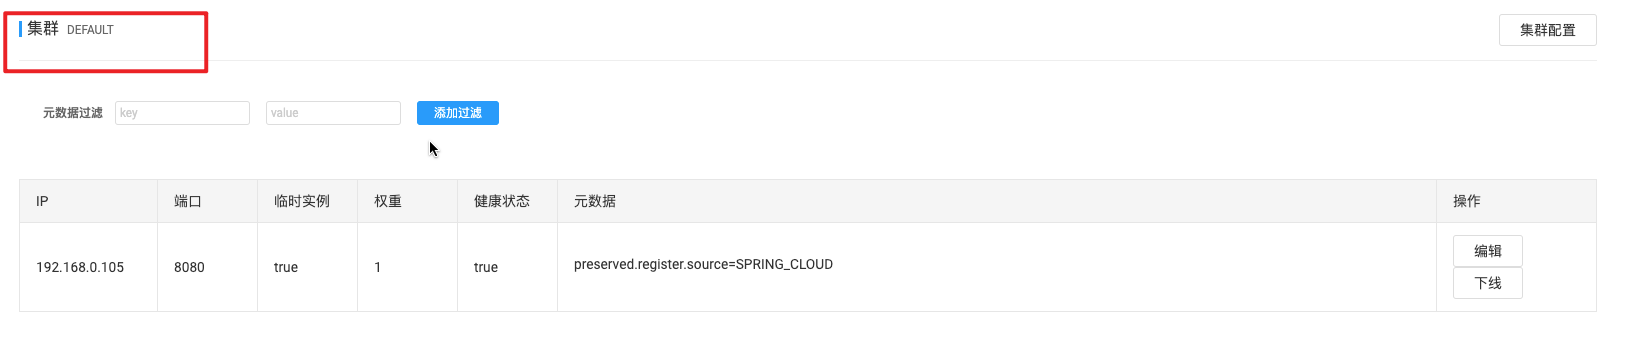 集群 DEFAULT 集群配置
元数据过滤 key value 添加过滤
IP 端口 临时实例 权重 健康状态 元数据 操作
192.168.0.105 8080 true 1 true preserved.register.source=SPRING_CLOUD 编辑
下线